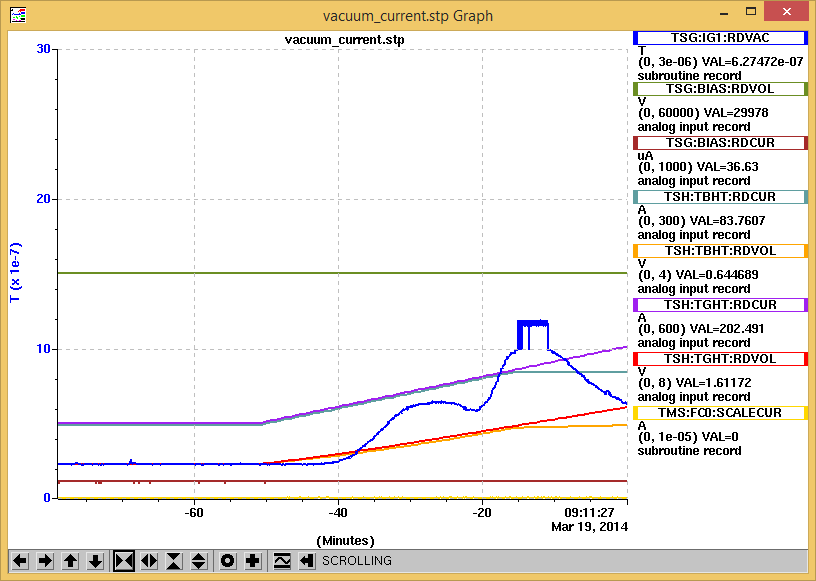 vacuum_current.stp Graph
vacuum_current.stp
30
20
10
0
T (x 1e-7)
-60
-40
-20
09:11:27
Mar 19, 2014
(Minutes)
TSG:IG1:RDVAC
T
(0, 3e-06) VAL=6.27472e-07
subroutine record
TSG:BIAS:RDVOL
V
(0, 60000) VAL=29978
analog input record
TSG:BIAS:RDCUR
uA
(0, 1000) VAL=36.63
analog input record
TSH:TBHT:RDCUR
A
(0, 300) VAL=83.7607
analog input record
TSH:TBHT:RDVOL
V
(0, 4) VAL=0.644689
analog input record
TSH:TGHT:RDCUR
A
(0, 600) VAL=202.491
analog input record
TSH:TGHT:RDVOL
V
(0, 8) VAL=1.61172
analog input record
TMS:FC0:SCALECUR
A
(0, 1e-05) VAL=0
subroutine record
SCROLLING